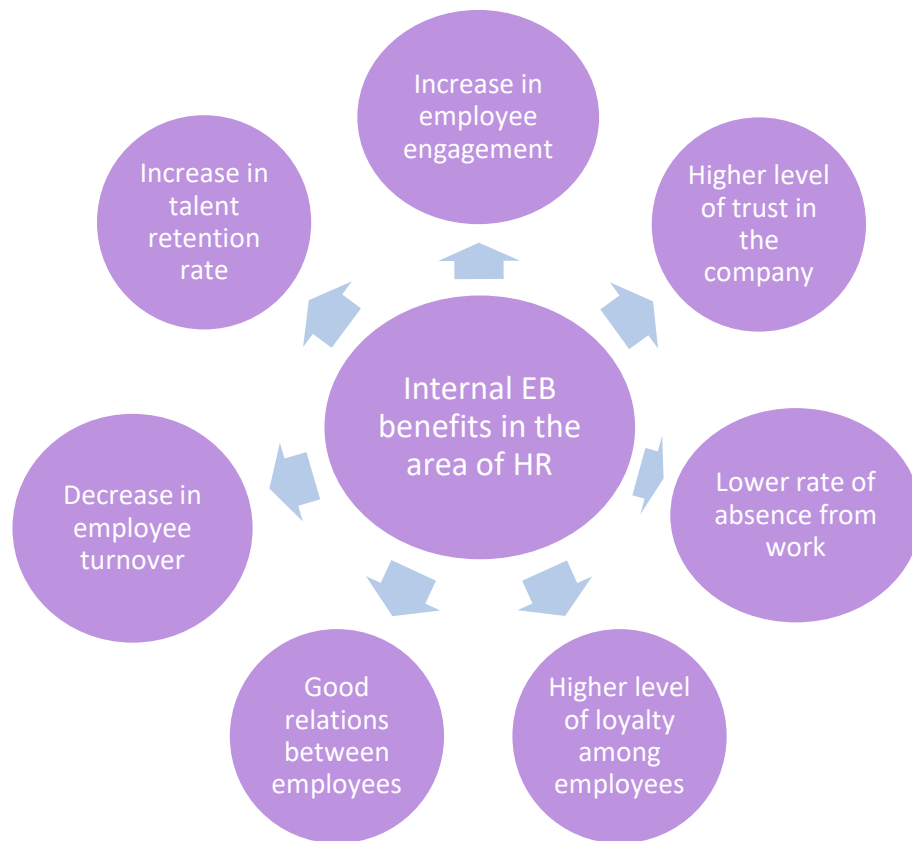 Increase in
employee
engagement
Higher level
of trust in
the
company
Lower rate of
absence from
work
Higher level
of loyalty
among
employees
Good
relations
between
employees
Decrease in
employee
turnover
Increase in
talent
retention
rate
Internal EB
benefits in the
area of HR